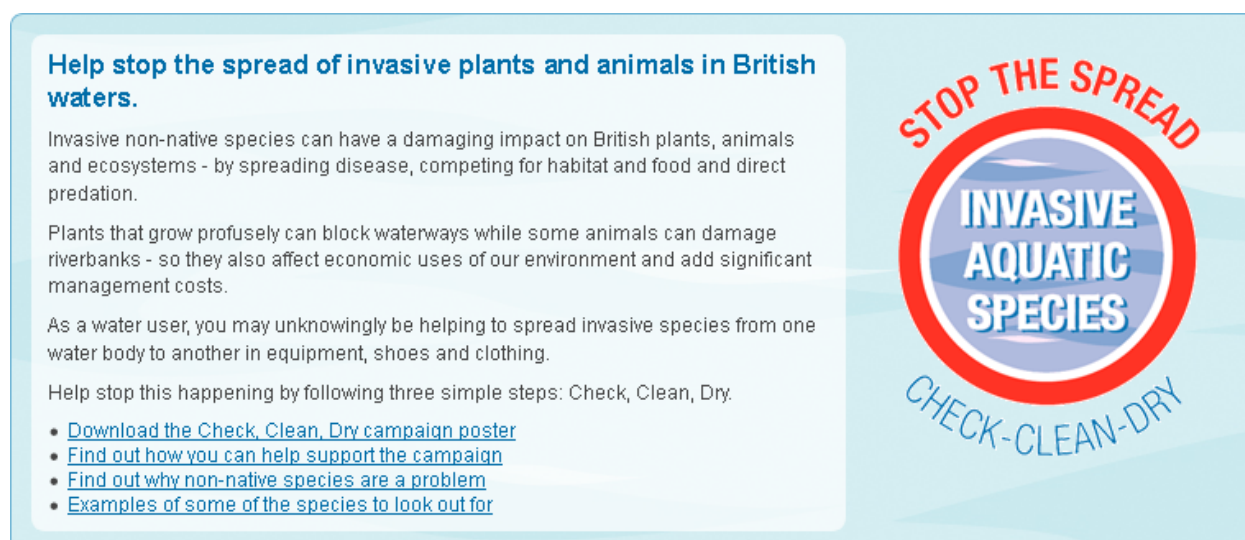 Help stop the spread of invasive plants and animals in British
waters.
Invasive non-native species can have a damaging impact on British plants, animals
and ecosystems - by spreading disease, competing for habitat and food and direct
predation.
Plants that grow profusely can block waterways while some animals can damage
riverbanks - so they also affect economic uses of our environment and add significant
management costs.
As a water user, you may unknowingly be helping to spread invasive species from one
water body to another in equipment, shoes and clothing.
Help stop this happening by following three simple steps: Check, Clean, Dry.
• Download the Check, Clean, Dry campaign poster
• Find out how you can help support the campaign
• Find out why non-native species are a problem
• Examples of some of the species to look out for
STOP THE SPREAD
INVASIVE
AQUATIC
SPECIES
CHECK-CLEAN-DRY